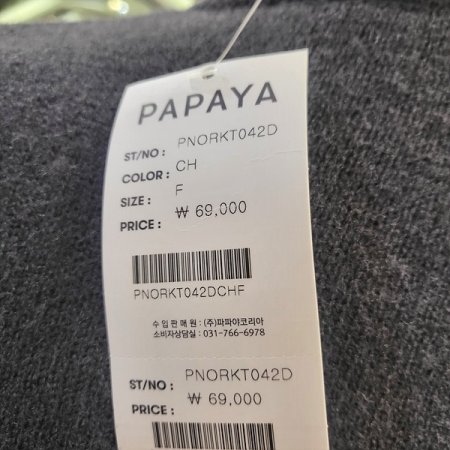 PAPAYA
ST/NO : PNORKT042D
COLOR : CH
SIZE : F
PRICE : ₩ 69,000
PNORKT042DCHF
수 입 판 매 원 : (주)파파야코리아
소비자상담실 : 031-766-6978
ST/NO : PNORKT042D
PRICE : ₩ 69,000